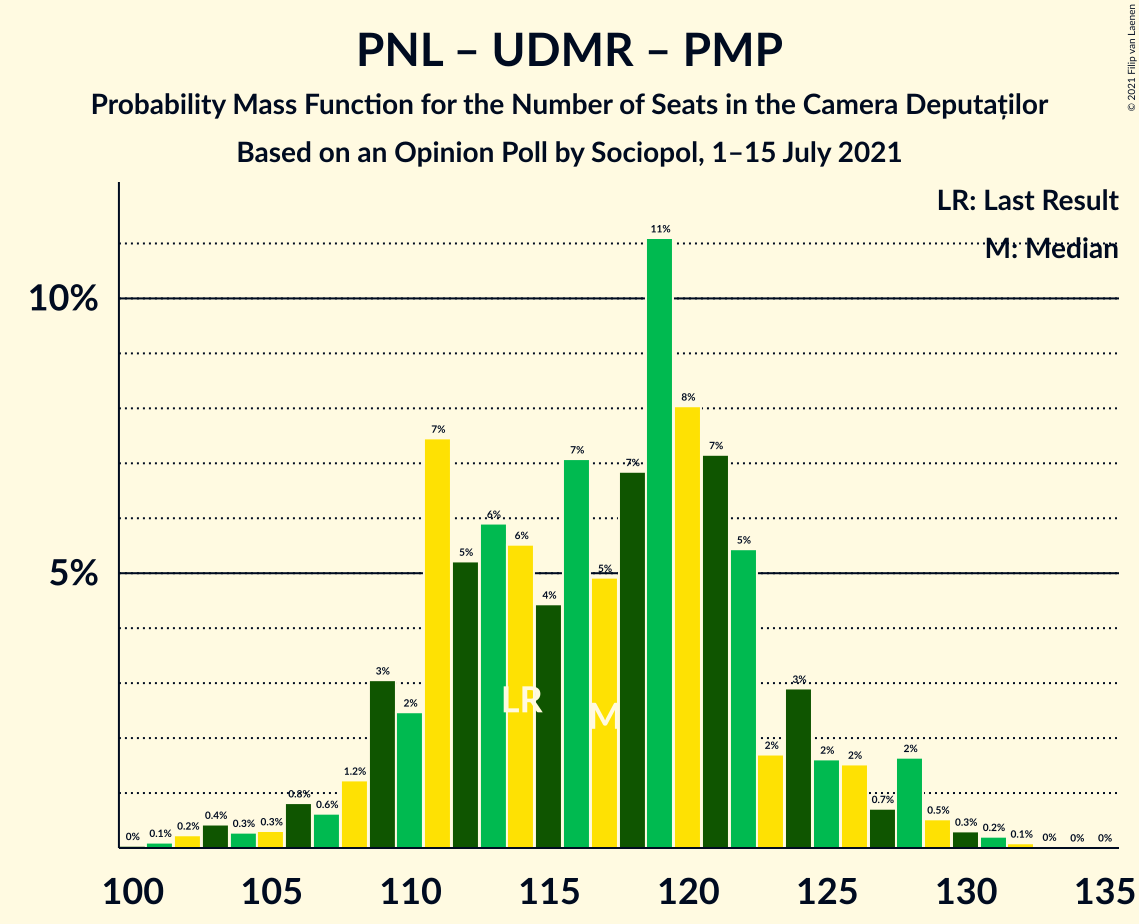 PNL – UDMR – PMP
Probability Mass Function for the Number of Seats in the Camera Deputaților
Based on an Opinion Poll by Sociopol, 1–15 July 2021
© 2021 Filip van Laenen
LR: Last Result
M: Median
10%
5%
0% 0.1% 0.2% 0.4% 0.3% 0.3% 0.8% 0.6% 1.2% 3% 2% 7% 5% 6% 6% 4% 7% 5% 7% 11% 8% 7% 5% 2% 3% 2% 2% 0.7% 2% 0.5% 0.3% 0.2% 0.1% 0% 0% 0%
LR
M
100 105 110 115 120 125 130 135